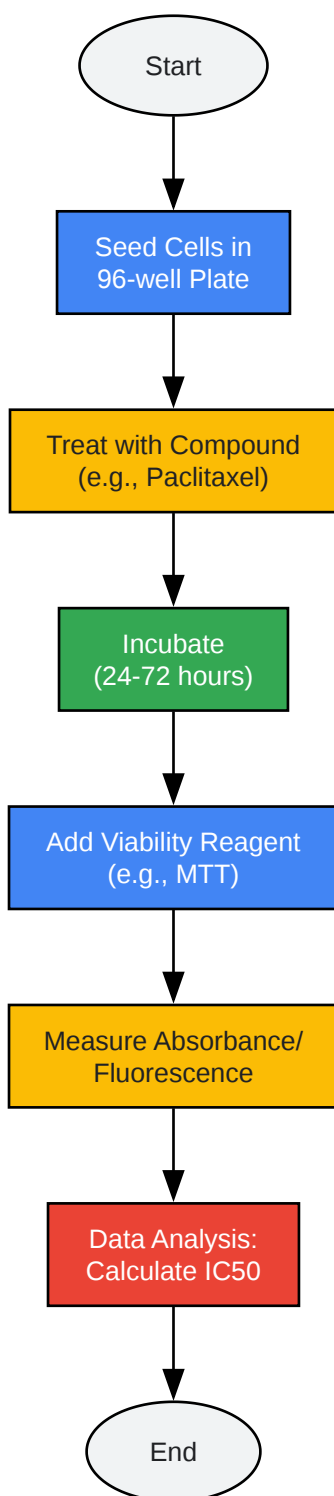 Start
Seed Cells in
96-well Plate
Treat with Compound
(e.g., Paclitaxel)
Incubate
(24-72 hours)
Add Viability Reagent
(e.g., MTT)
Measure Absorbance/
Fluorescence
Data Analysis:
Calculate IC50
End